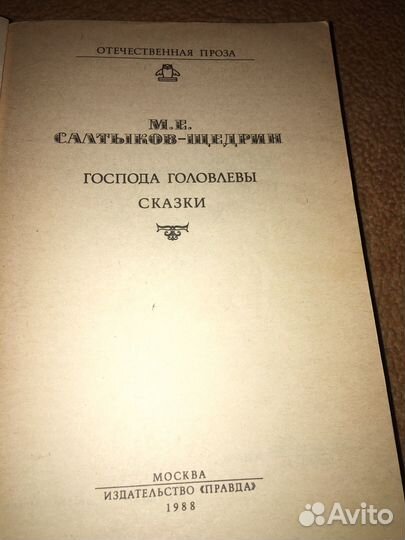 ОТЕЧЕСТВЕННАЯ ПРОЗА
М.Е.
САЛТЫКОВ-ЩЕДРИН
ГОСПОДА ГОЛОВЛЕВЫ
СКАЗКИ
МОСКВА
ИЗДАТЕЛЬСТВО «ПРАВДА»
1988
Avito